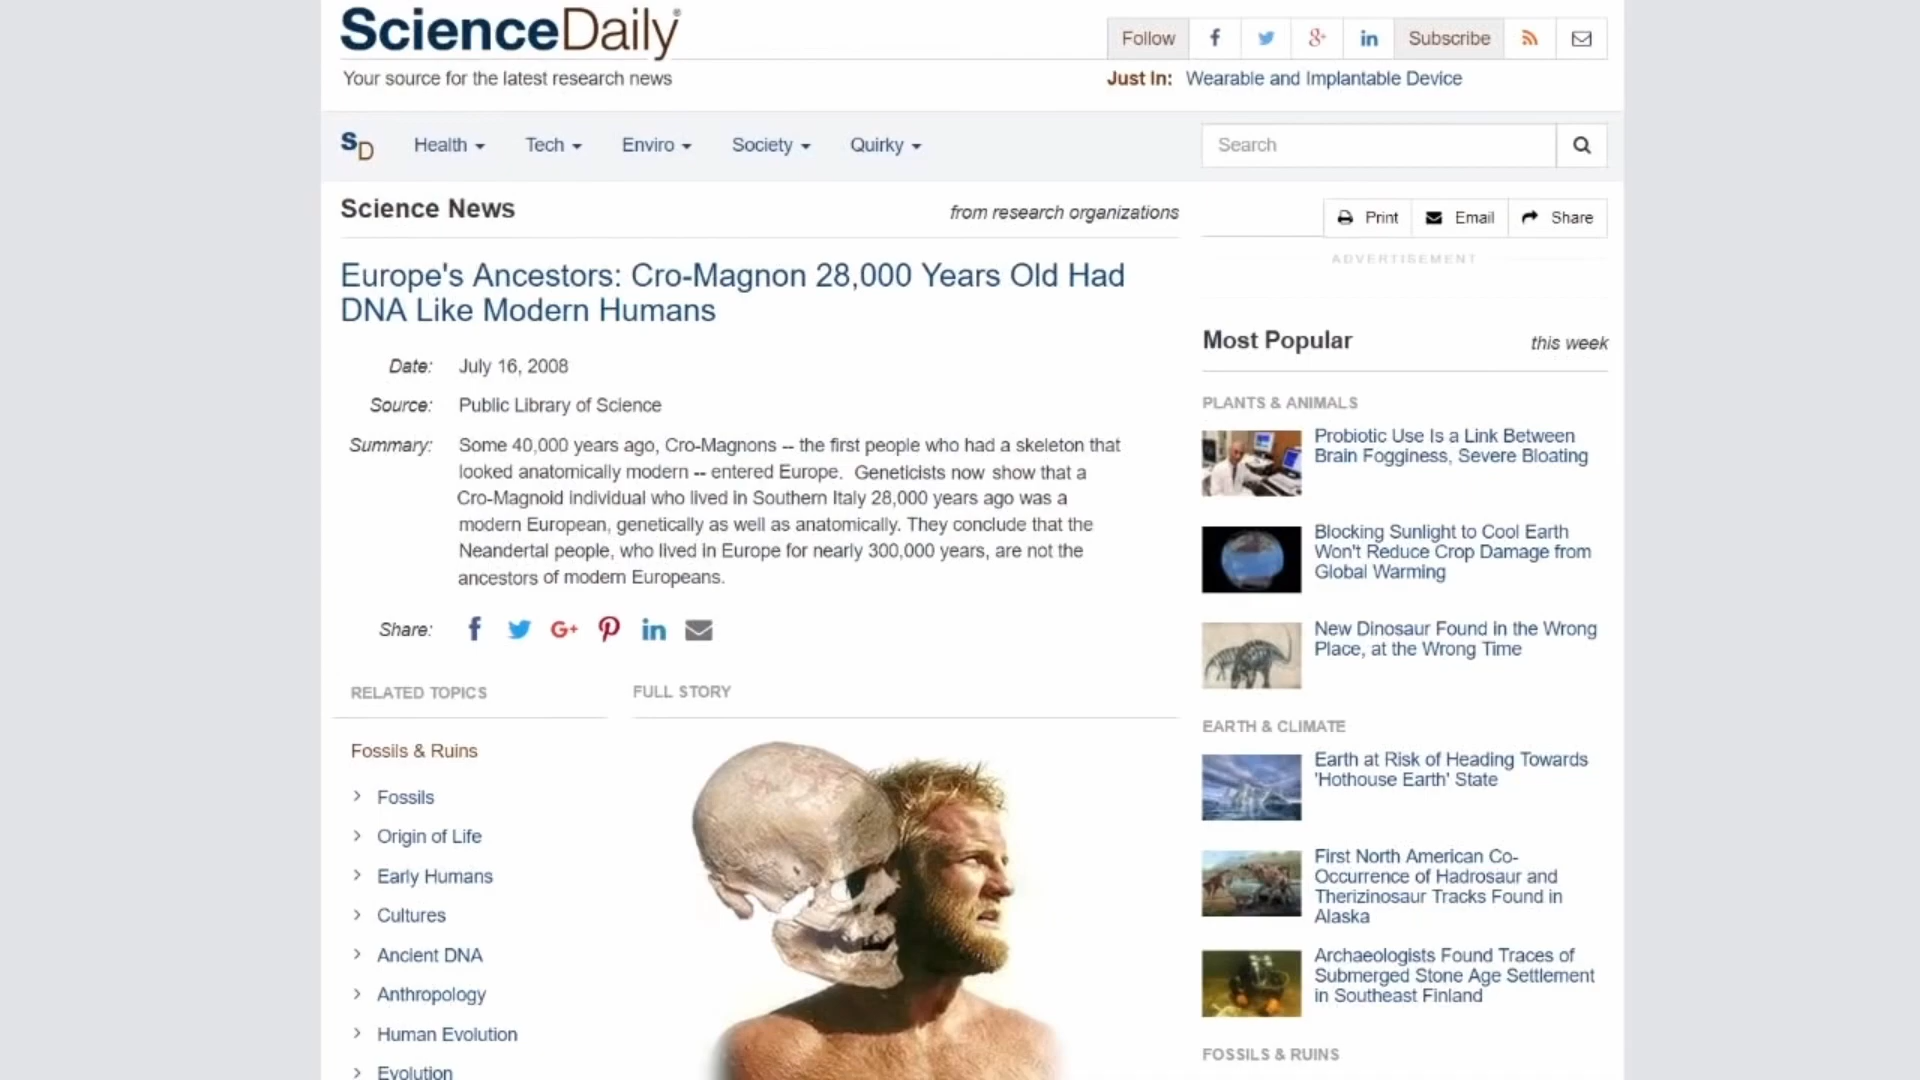 ScienceDaily®
Your source for the latest research news
Follow
Subscribe
Just In: Wearable and Implantable Device
SD
Health
Tech
Enviro
Society
Quirky
Search
Science News
from research organizations
Print
Email
Share
ADVERTISEMENT
Europe's Ancestors: Cro-Magnon 28,000 Years Old Had
DNA Like Modern Humans
Date: July 16, 2008
Source: Public Library of Science
Summary: Some 40,000 years ago, Cro-Magnons -- the first people who had a skeleton that
looked anatomically modern -- entered Europe. Geneticists now show that a
Cro-Magnoid individual who lived in Southern Italy 28,000 years ago was a
modern European, genetically as well as anatomically. They conclude that the
Neandertal people, who lived in Europe for nearly 300,000 years, are not the
ancestors of modern Europeans.
Share: f G+ in
RELATED TOPICS
Fossils & Ruins
Fossils
Origin of Life
Early Humans
Cultures
Ancient DNA
Anthropology
Human Evolution
Evolution
FULL STORY
Most Popular
this week
PLANTS & ANIMALS
Probiotic Use Is a Link Between
Brain Fogginess, Severe Bloating
Blocking Sunlight to Cool Earth
Won't Reduce Crop Damage from
Global Warming
New Dinosaur Found in the Wrong
Place, at the Wrong Time
EARTH & CLIMATE
Earth at Risk of Heading Towards
'Hothouse Earth' State
First North American Co-
Occurrence of Hadrosaur and
Therizinosaur Tracks Found in
Alaska
Archaeologists Found Traces of
Submerged Stone Age Settlement
in Southeast Finland
FOSSILS & RUINS